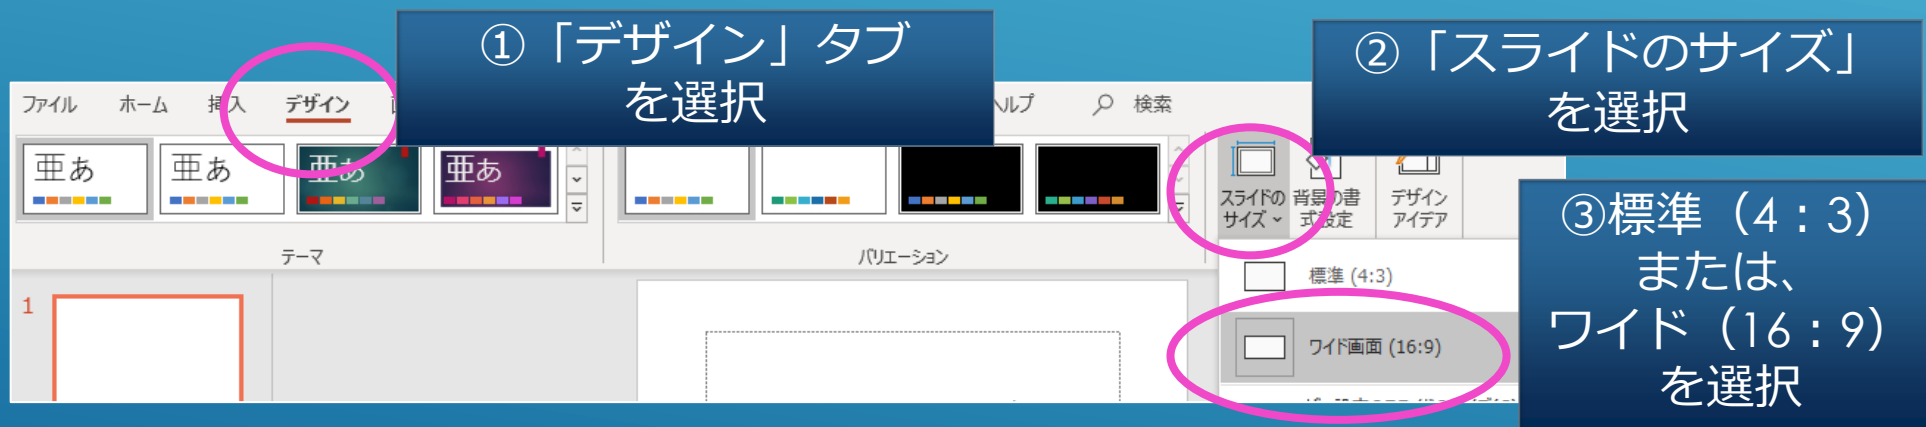 ①「デザイン」タブ
を選択
②「スライドのサイズ」
を選択
ファイル ホーム 挿入 デザイン ヘルプ 検索
亜あ 亜あ 亜あ 亜あ
スライドの
サイズ
背景の書
式設定
デザイン
アイデア
テーマ
バリエーション
③標準（4：3）
または、
ワイド（16：9）
を選択
標準 (4:3)
ワイド画面 (16:9)
1